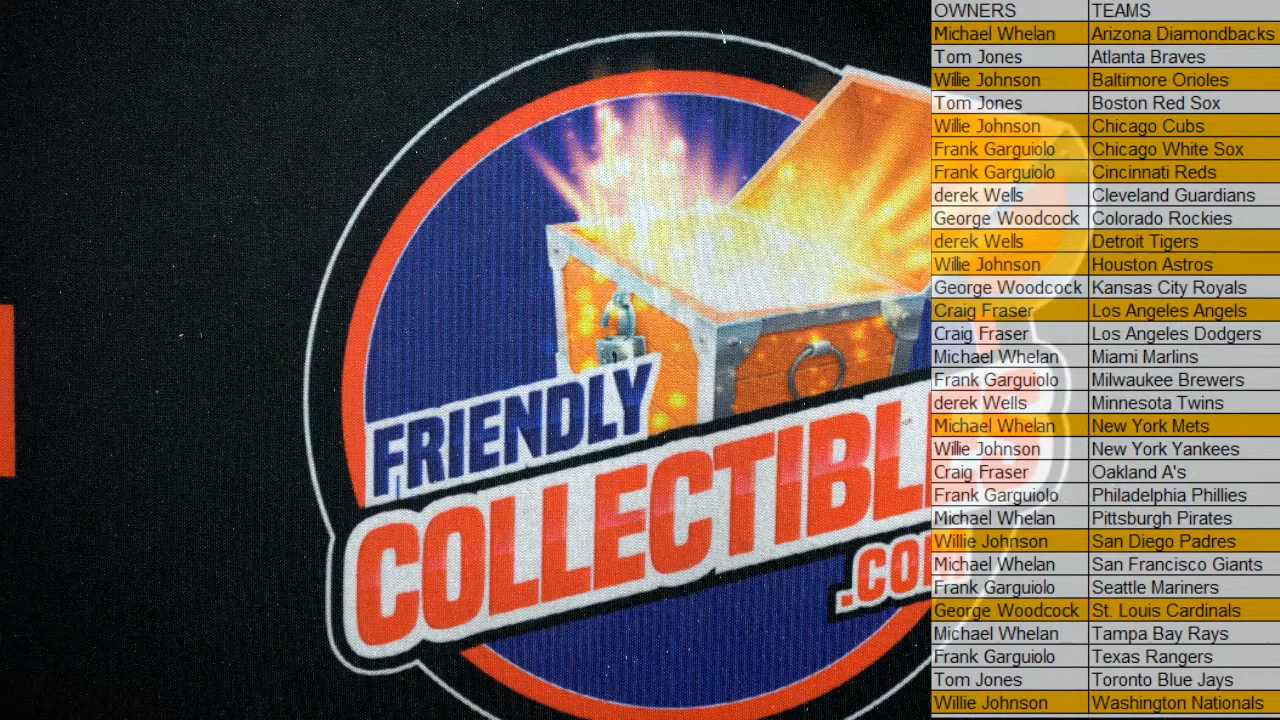 FRIENDLY
COLLECTIBLES
.COM
OWNERS TEAMS
Michael Whelan Arizona Diamondbacks
Tom Jones Atlanta Braves
Willie Johnson Baltimore Orioles
Tom Jones Boston Red Sox
Willie Johnson Chicago Cubs
Frank Garguiolo Chicago White Sox
Frank Garguiolo Cincinnati Reds
derek Wells Cleveland Guardians
George Woodcock Colorado Rockies
derek Wells Detroit Tigers
Willie Johnson Houston Astros
George Woodcock Kansas City Royals
Craig Fraser Los Angeles Angels
Craig Fraser Los Angeles Dodgers
Michael Whelan Miami Marlins
Frank Garguiolo Milwaukee Brewers
derek Wells Minnesota Twins
Michael Whelan New York Mets
Willie Johnson New York Yankees
Craig Fraser Oakland A's
Frank Garguiolo Philadelphia Phillies
Michael Whelan Pittsburgh Pirates
Willie Johnson San Diego Padres
Michael Whelan San Francisco Giants
Frank Garguiolo Seattle Mariners
George Woodcock St. Louis Cardinals
Michael Whelan Tampa Bay Rays
Frank Garguiolo Texas Rangers
Tom Jones Toronto Blue Jays
Willie Johnson Washington Nationals